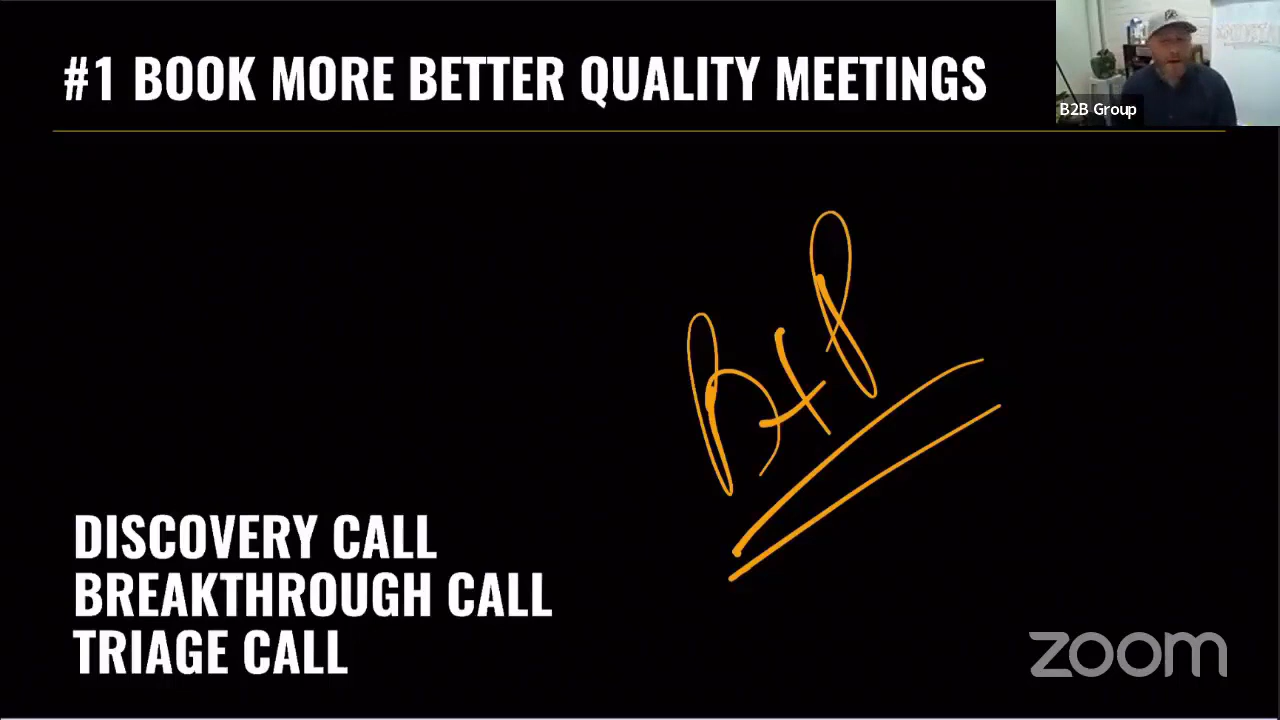 #1 BOOK MORE BETTER QUALITY MEETINGS
B2B Group
DISCOVERY CALL
BREAKTHROUGH CALL
TRIAGE CALL
zoom